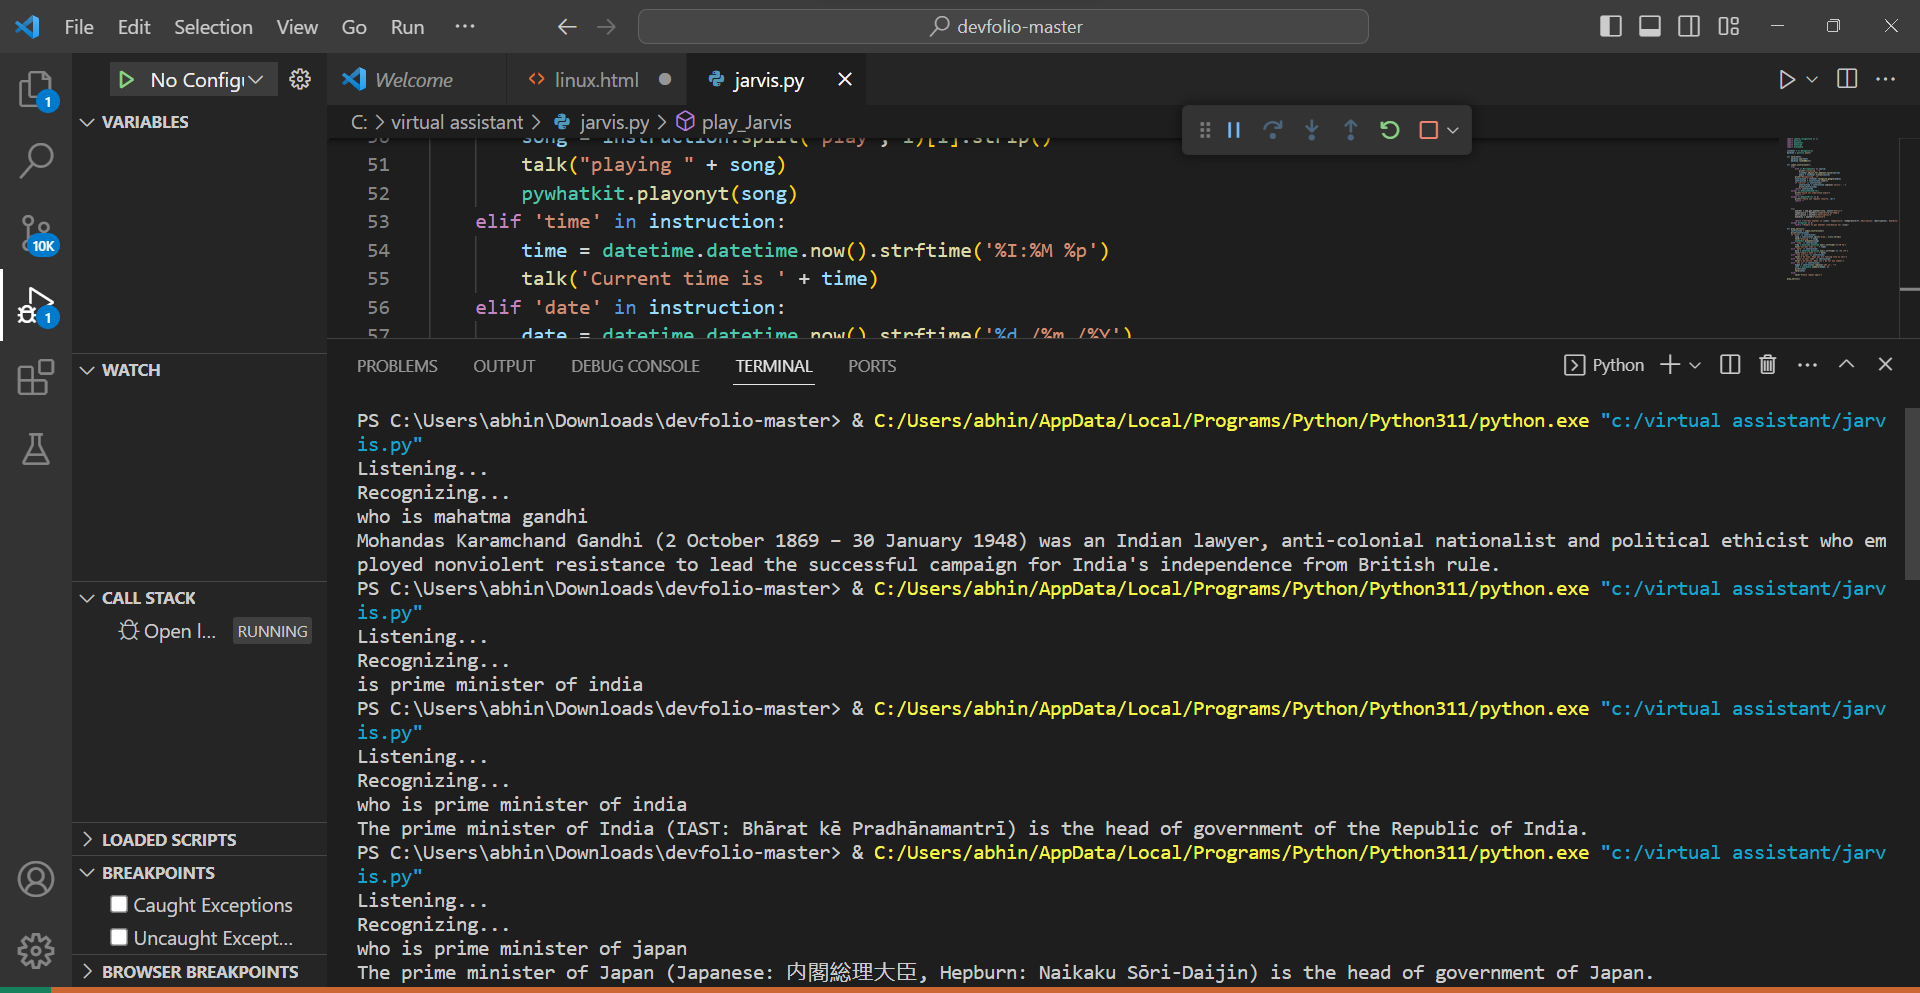 File Edit Selection View Go Run ··· devfolio-master
No Config
Welcome linux.html jarvis.py
1
VARIABLES
C: > virtual assistant > jarvis.py > play_Jarvis
50 song = instruction.split('play', 1)[1].strip()
51 talk("playing " + song)
52 pywhatkit.playonyt(song)
10K
53 elif 'time' in instruction:
54 time = datetime.datetime.now().strftime('%I:%M %p')
55 talk('Current time is ' + time)
1
56 elif 'date' in instruction:
57 date = datetime.datetime.now().strftime('%d /%m /%Y')
WATCH
PROBLEMS OUTPUT DEBUG CONSOLE TERMINAL PORTS Python
PS C:\Users\abhin\Downloads\devfolio-master> & C:/Users/abhin/AppData/Local/Programs/Python/Python311/python.exe "c:/virtual assistant/jarv
is.py"
Listening...
Recognizing...
who is mahatma gandhi
Mohandas Karamchand Gandhi (2 October 1869 – 30 January 1948) was an Indian lawyer, anti-colonial nationalist and political ethicist who em
ployed nonviolent resistance to lead the successful campaign for India's independence from British rule.
PS C:\Users\abhin\Downloads\devfolio-master> & C:/Users/abhin/AppData/Local/Programs/Python/Python311/python.exe "c:/virtual assistant/jarv
is.py"
CALL STACK
Open l... RUNNING
Listening...
Recognizing...
is prime minister of india
PS C:\Users\abhin\Downloads\devfolio-master> & C:/Users/abhin/AppData/Local/Programs/Python/Python311/python.exe "c:/virtual assistant/jarv
is.py"
Listening...
Recognizing...
who is prime minister of india
The prime minister of India (IAST: Bhārat kē Pradhānamantrī) is the head of government of the Republic of India.
PS C:\Users\abhin\Downloads\devfolio-master> & C:/Users/abhin/AppData/Local/Programs/Python/Python311/python.exe "c:/virtual assistant/jarv
is.py"
Listening...
Recognizing...
who is prime minister of japan
The prime minister of Japan (Japanese: 内閣総理大臣, Hepburn: Naikaku Sōri-Daijin) is the head of government of Japan.
LOADED SCRIPTS
BREAKPOINTS
Caught Exceptions
Uncaught Except...
BROWSER BREAKPOINTS